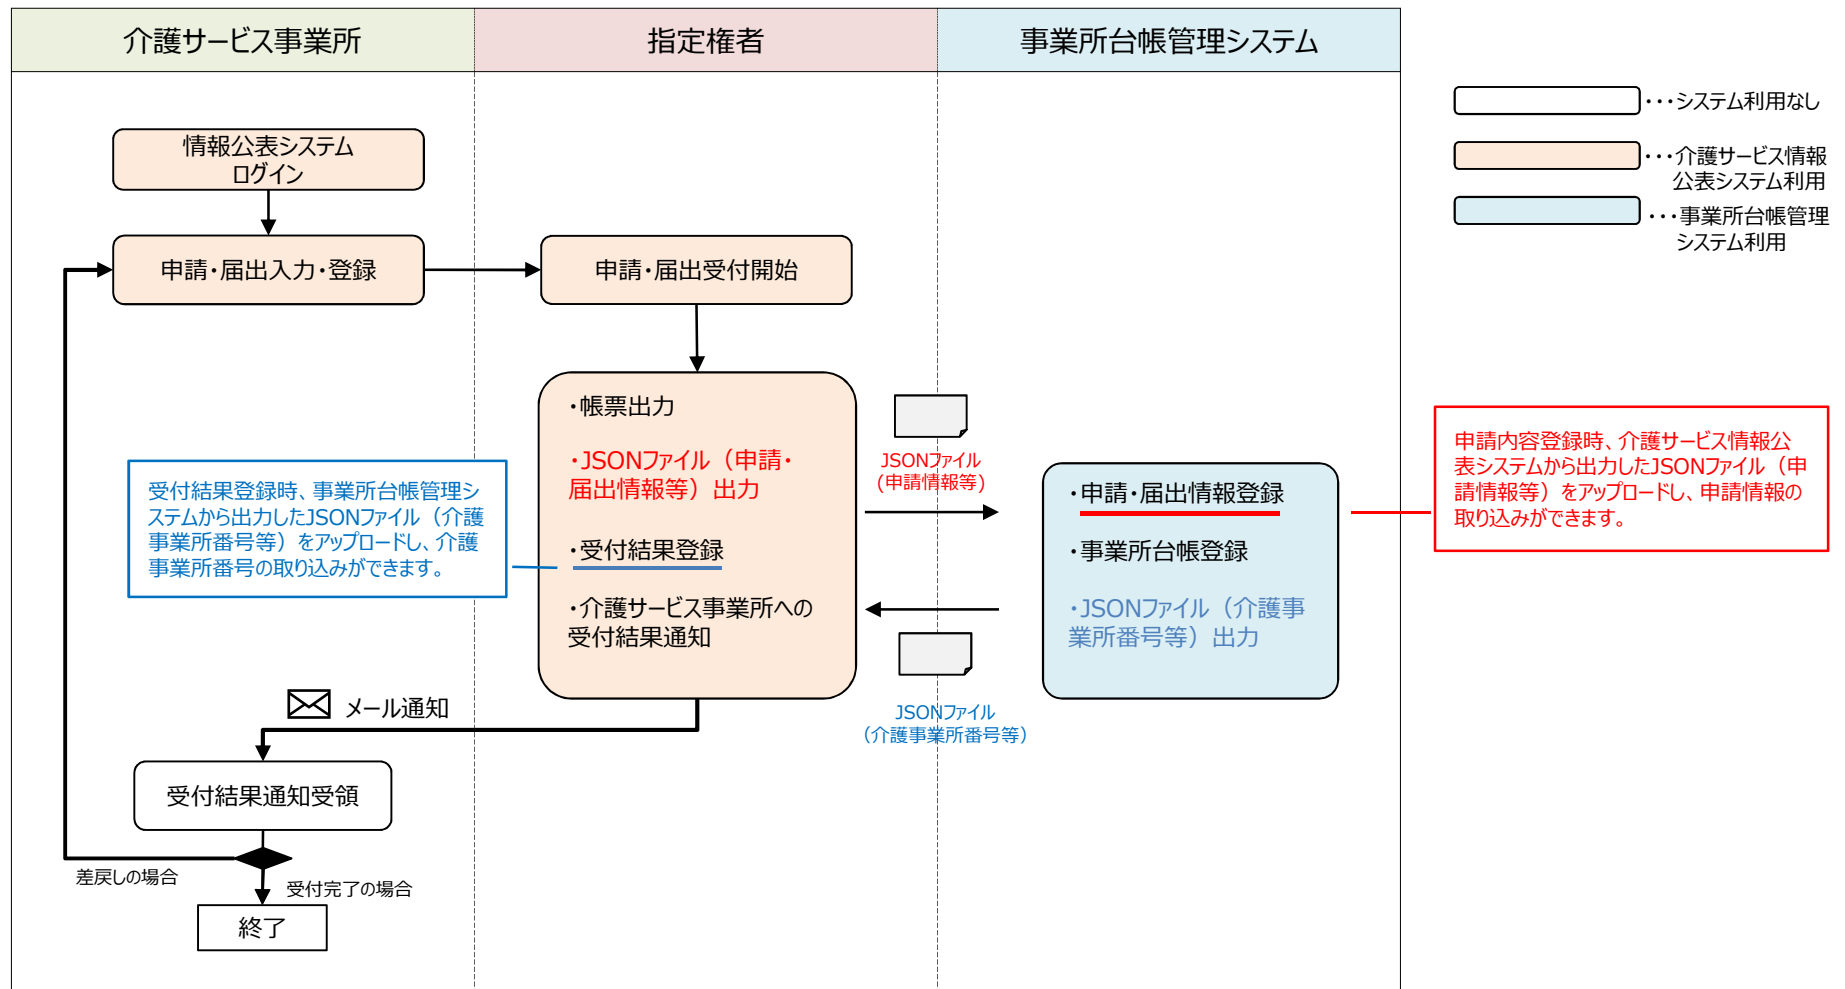 介護サービス事業所
指定権者
事業所台帳管理システム
情報公表システム
ログイン
申請・届出入力・登録
申請・届出受付開始
・帳票出力
・JSONファイル（申請・
届出情報等）出力
・受付結果登録
・介護サービス事業所への
受付結果通知
受付結果登録時、事業所台帳管理シ
ステムから出力したJSONファイル（介護
事業所番号等）をアップロードし、介護
事業所番号の取り込みができます。
JSONファイル
(申請情報等)
・申請・届出情報登録
・事業所台帳登録
・JSONファイル（介護事
業所番号等）出力
JSONファイル
（介護事業所番号等）
メール通知
受付結果通知受領
差戻しの場合
受付完了の場合
終了
・・・システム利用なし
・・・介護サービス情報
公表システム利用
・・・事業所台帳管理
システム利用
申請内容登録時、介護サービス情報公
表システムから出力したJSONファイル（申
請情報等）をアップロードし、申請情報の
取り込みができます。